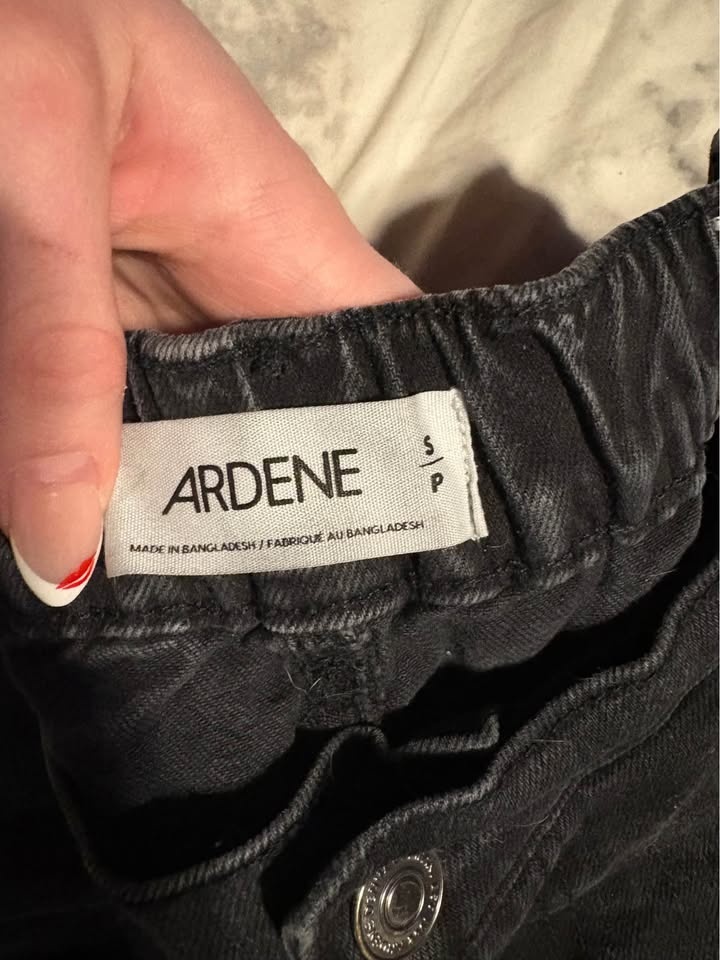 ARDENE
S
P
MADE IN BANGLADESH / FABRIQUÉ AU BANGLADESH